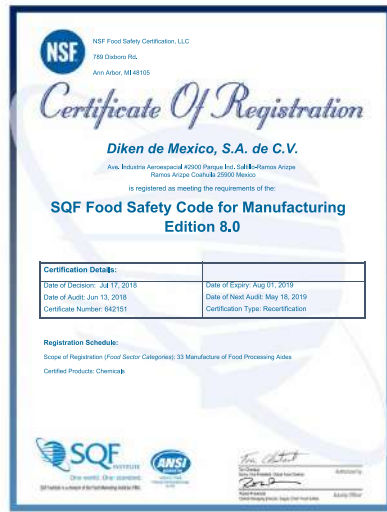 NSF
NSF Food Safety Certification, LLC
789 Dixboro Rd.
Ann Arbor, MI 48105
Certificate Of Registration
Diken de Mexico, S.A. de C.V.
Ave. Industria Aeroespacial #2900 Parque Ind. Saltillo-Ramos Arizpe
Ramos Arizpe Coahuila 25900 Mexico
is registered as meeting the requirements of the:
SQF Food Safety Code for Manufacturing
Edition 8.0
Certification Details:
Date of Decision: Jul 17, 2018
Date of Expiry: Aug 01, 2019
Date of Audit: Jun 13, 2018
Date of Next Audit: May 18, 2019
Certificate Number: 642151
Certification Type: Recertification
Registration Schedule:
Scope of Registration (Food Sector Categories): 33 Manufacture of Food Processing Aides
Certified Products: Chemicals
SQF
INSTITUTE
One world. One standard.
ANSI